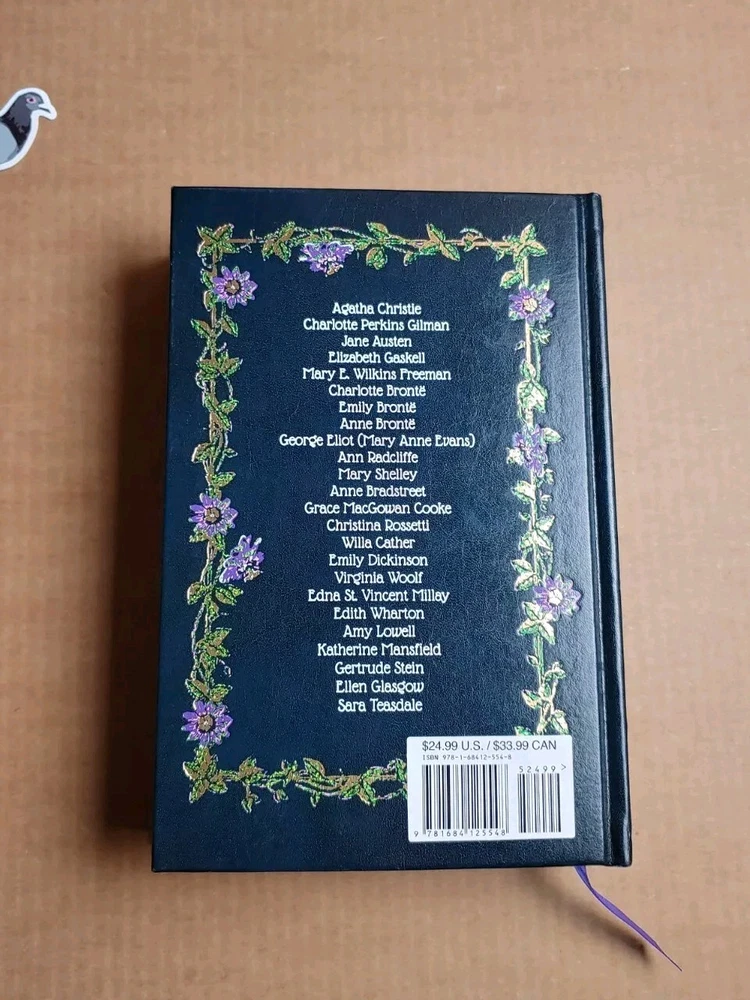 Agatha Christie
Charlotte Perkins Gilman
Jane Austen
Elizabeth Gaskell
Mary E. Wilkins Freeman
Charlotte Brontë
Emily Brontë
Anne Brontë
George Eliot (Mary Anne Evans)
Ann Radcliffe
Mary Shelley
Anne Bradstreet
Grace MacGowan Cooke
Christina Rossetti
Willa Cather
Emily Dickinson
Virginia Woolf
Edna St. Vincent Millay
Edith Wharton
Amy Lowell
Katherine Mansfield
Gertrude Stein
Ellen Glasgow
Sara Teasdale
$24.99 U.S. / $33.99 CAN
ISBN 978-1-68412-554-8
52499>
9 781684 125548